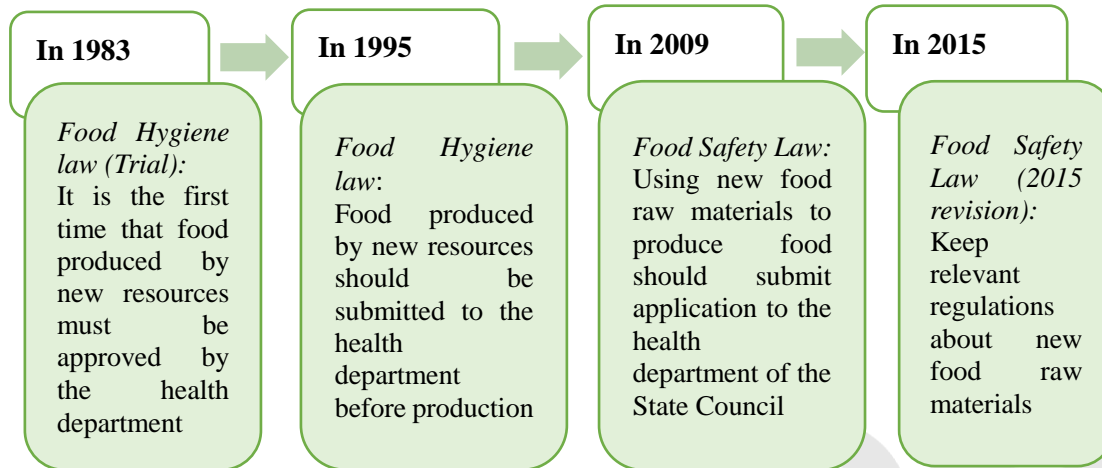 In 1983
Food Hygiene
law (Trial):
It is the first
time that food
produced by
new resources
must be
approved by
the health
department
In 1995
Food Hygiene
law:
Food produced
by new resources
should be
submitted to the
health
department
before production
In 2009
Food Safety Law:
Using new food
raw materials to
produce food
should submit
application to the
health
department of the
State Council
In 2015
Food Safety
Law (2015
revision):
Keep
relevant
regulations
about new
food raw
materials